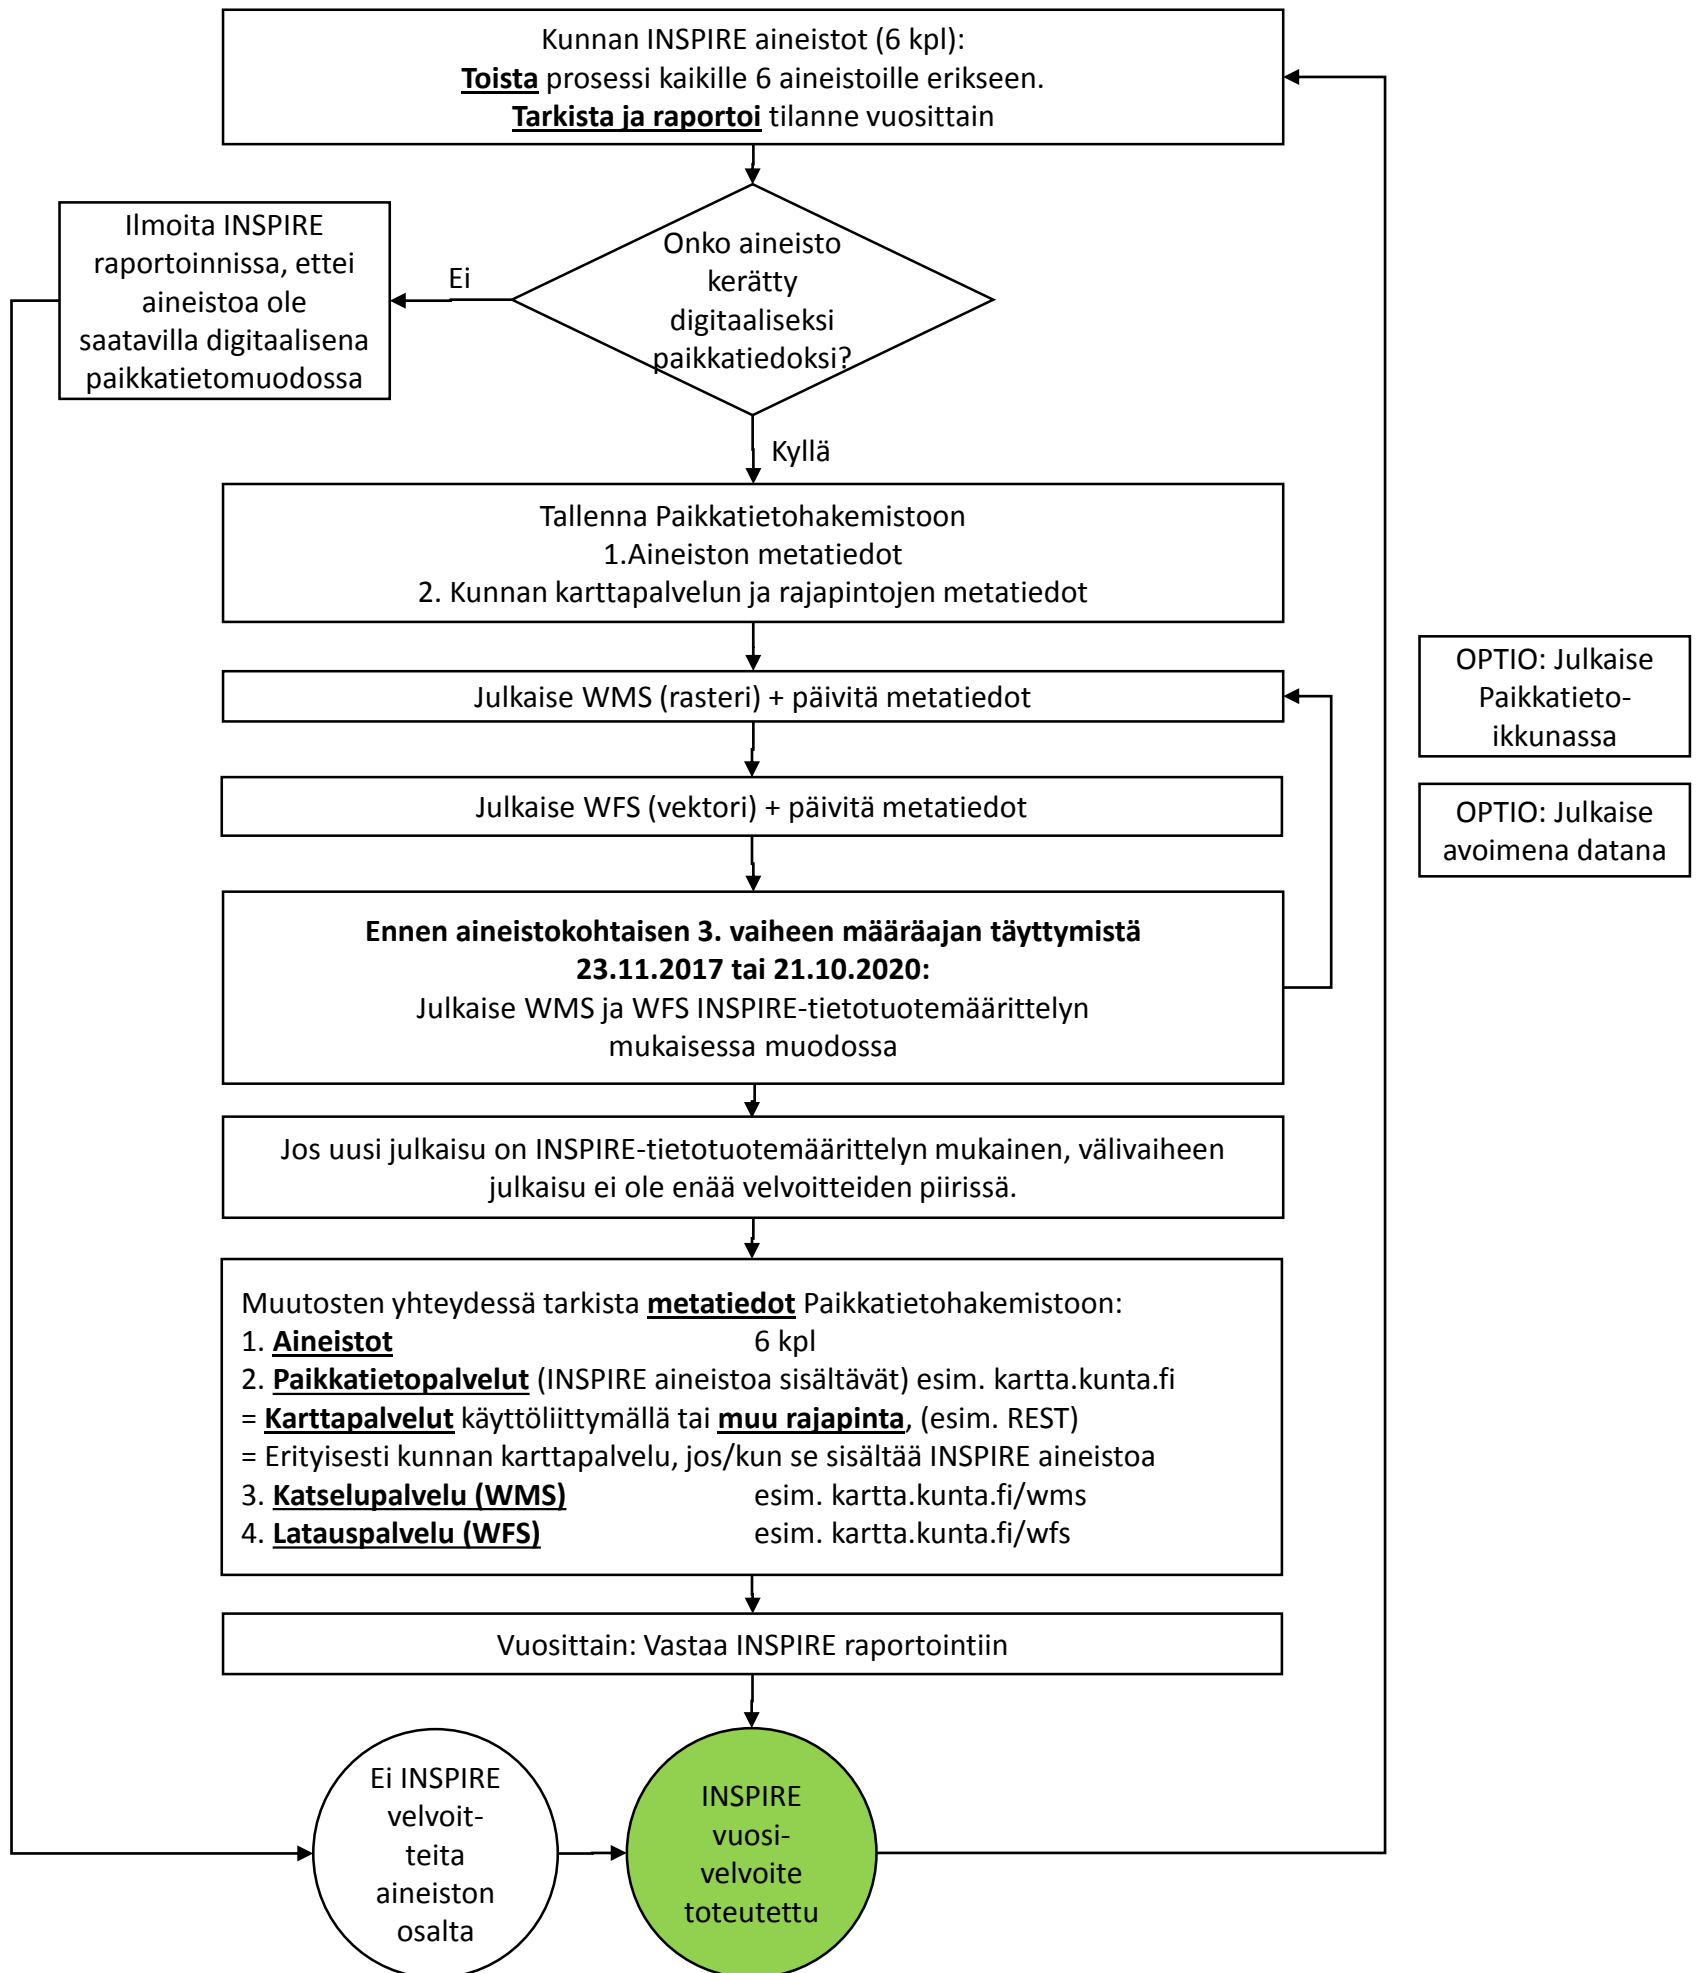 Kunnan INSPIRE aineistot (6 kpl):
Toista prosessi kaikille 6 aineistoille erikseen.
Tarkista ja raportoi tilanne vuosittain
Ilmoita INSPIRE
raportoinnissa, ettei
aineistoa ole
saatavilla digitaalisena
paikkatietomuodossa
Ei
Onko aineisto
kerätty
digitaaliseksi
paikkatiedoksi?
Kyllä
Tallenna Paikkatietohakemistoon
1.Aineiston metatiedot
2. Kunnan karttapalvelun ja rajapintojen metatiedot
Julkaise WMS (rasteri) + päivitä metatiedot
OPTIO: Julkaise
Paikkatieto-
ikkunassa
Julkaise WFS (vektori) + päivitä metatiedot
OPTIO: Julkaise
avoimena datana
Ennen aineistokohtaisen 3. vaiheen määräajan täyttymistä
23.11.2017 tai 21.10.2020:
Julkaise WMS ja WFS INSPIRE-tietotuotemäärittelyn
mukaisessa muodossa
Jos uusi julkaisu on INSPIRE-tietotuotemäärittelyn mukainen, välivaiheen
julkaisu ei ole enää velvoitteiden piirissä.
Muutosten yhteydessä tarkista metatiedot Paikkatietohakemistoon:
1. Aineistot 6 kpl
2. Paikkatietopalvelut (INSPIRE aineistoa sisältävät) esim. kartta.kunta.fi
= Karttapalvelut käyttöliittymällä tai muu rajapinta, (esim. REST)
= Erityisesti kunnan karttapalvelu, jos/kun se sisältää INSPIRE aineistoa
3. Katselupalvelu (WMS) esim. kartta.kunta.fi/wms
4. Latauspalvelu (WFS) esim. kartta.kunta.fi/wfs
Vuosittain: Vastaa INSPIRE raportointiin
Ei INSPIRE
velvoit-
teita
aineiston
osalta
INSPIRE
vuosi-
velvoite
toteutettu